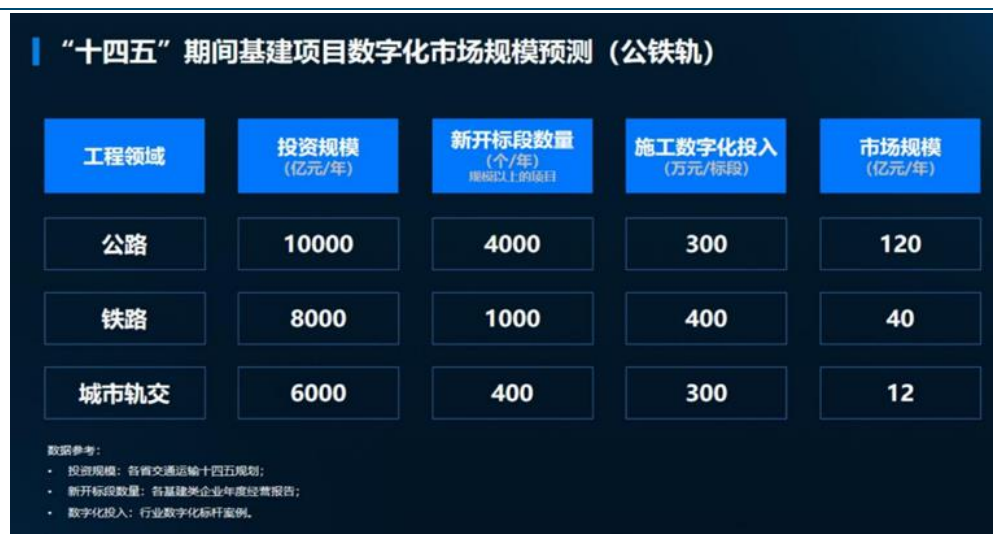 “十四五”期间基建项目数字化市场规模预测（公铁轨）
工程领域 投资规模 新开标段数量 施工数字化投入 市场规模
（亿元/年） （个/年） （万元/标段） （亿元/年）
规模以上的项目
公路 10000 4000 300 120
铁路 8000 1000 400 40
城市轨交 6000 400 300 12
数据参考：
• 投资规模：各省交通运输十四五规划；
• 新开标段数量：各基建类企业年度经营报告；
• 数字化投入：行业数字化标杆案例。